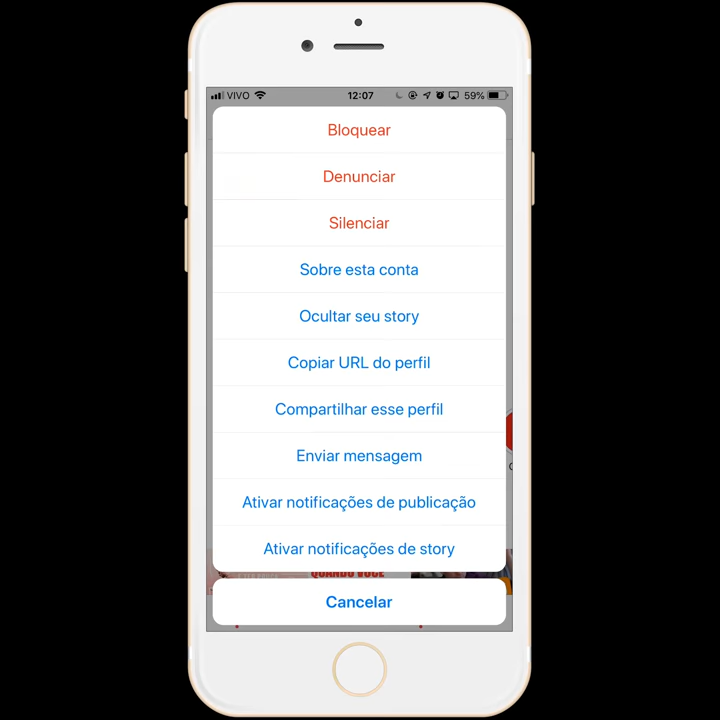 VIVO 12:07 59%
Bloquear
Denunciar
Silenciar
Sobre esta conta
Ocultar seu story
Copiar URL do perfil
Compartilhar esse perfil
Enviar mensagem
Ativar notificações de publicação
Ativar notificações de story
QUANDO VOCÊ
Cancelar